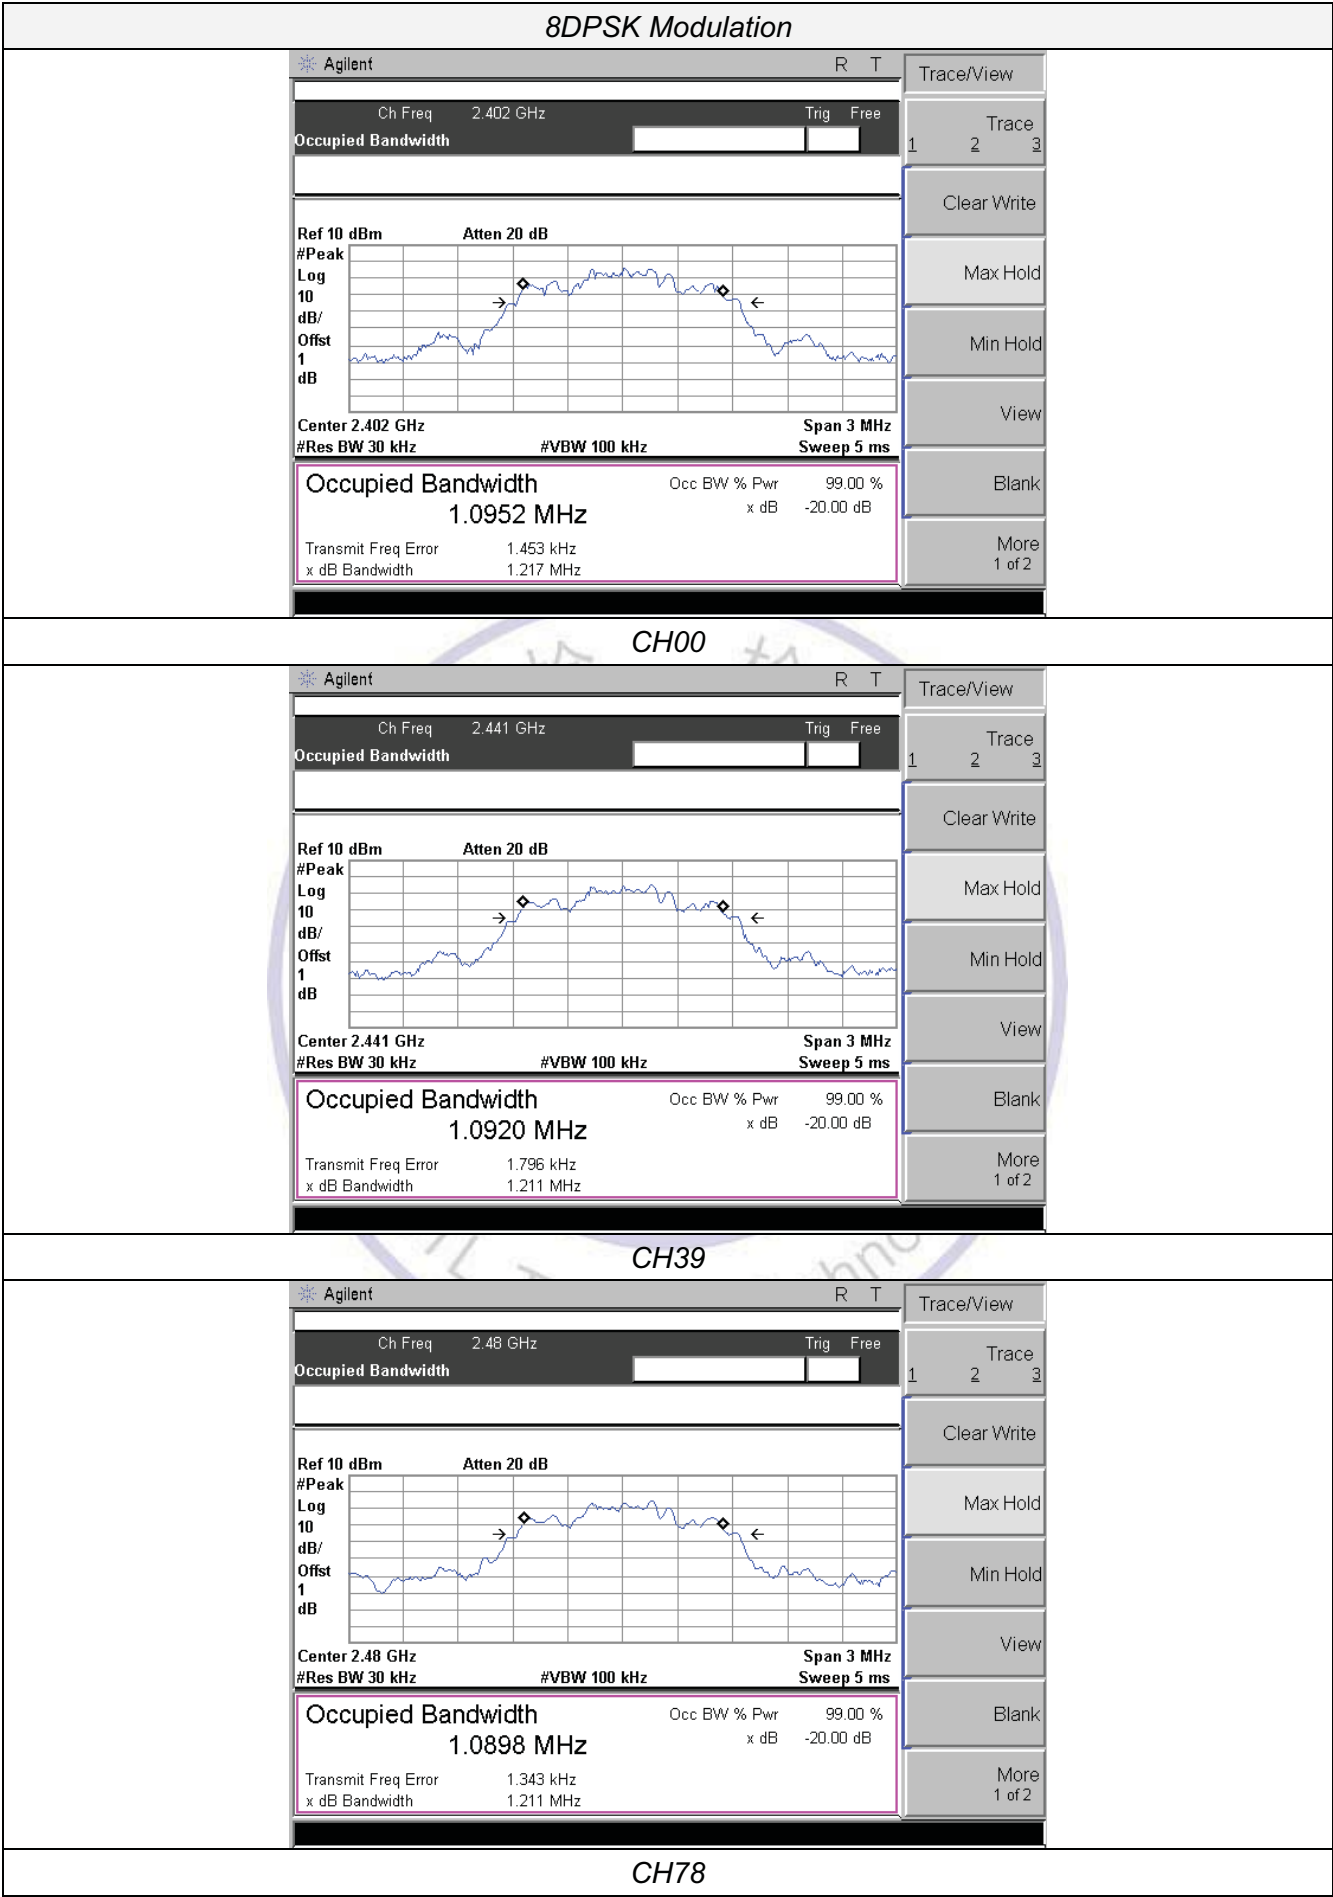 8DPSK Modulation
Agilent R T
Trace/View
Ch Freq 2.402 GHz Trig Free
Occupied Bandwidth
Trace
1 2 3
Clear Write
Ref 10 dBm Atten 20 dB
#Peak
Log
10
dB/
Offst
1
dB
Max Hold
Min Hold
View
Center 2.402 GHz Span 3 MHz
#Res BW 30 kHz #VBW 100 kHz Sweep 5 ms
Occupied Bandwidth Occ BW % Pwr 99.00 %
1.0952 MHz x dB -20.00 dB
Blank
Transmit Freq Error 1.453 kHz
x dB Bandwidth 1.217 MHz
More
1 of 2
CH00
Agilent R T
Trace/View
Ch Freq 2.441 GHz Trig Free
Occupied Bandwidth
Trace
1 2 3
Clear Write
Ref 10 dBm Atten 20 dB
#Peak
Log
10
dB/
Offst
1
dB
Max Hold
Min Hold
View
Center 2.441 GHz Span 3 MHz
#Res BW 30 kHz #VBW 100 kHz Sweep 5 ms
Occupied Bandwidth Occ BW % Pwr 99.00 %
1.0920 MHz x dB -20.00 dB
Blank
Transmit Freq Error 1.796 kHz
x dB Bandwidth 1.211 MHz
More
1 of 2
CH39
Agilent R T
Trace/View
Ch Freq 2.48 GHz Trig Free
Occupied Bandwidth
Trace
1 2 3
Clear Write
Ref 10 dBm Atten 20 dB
#Peak
Log
10
dB/
Offst
1
dB
Max Hold
Min Hold
View
Center 2.48 GHz Span 3 MHz
#Res BW 30 kHz #VBW 100 kHz Sweep 5 ms
Occupied Bandwidth Occ BW % Pwr 99.00 %
1.0898 MHz x dB -20.00 dB
Blank
Transmit Freq Error 1.343 kHz
x dB Bandwidth 1.211 MHz
More
1 of 2
CH78